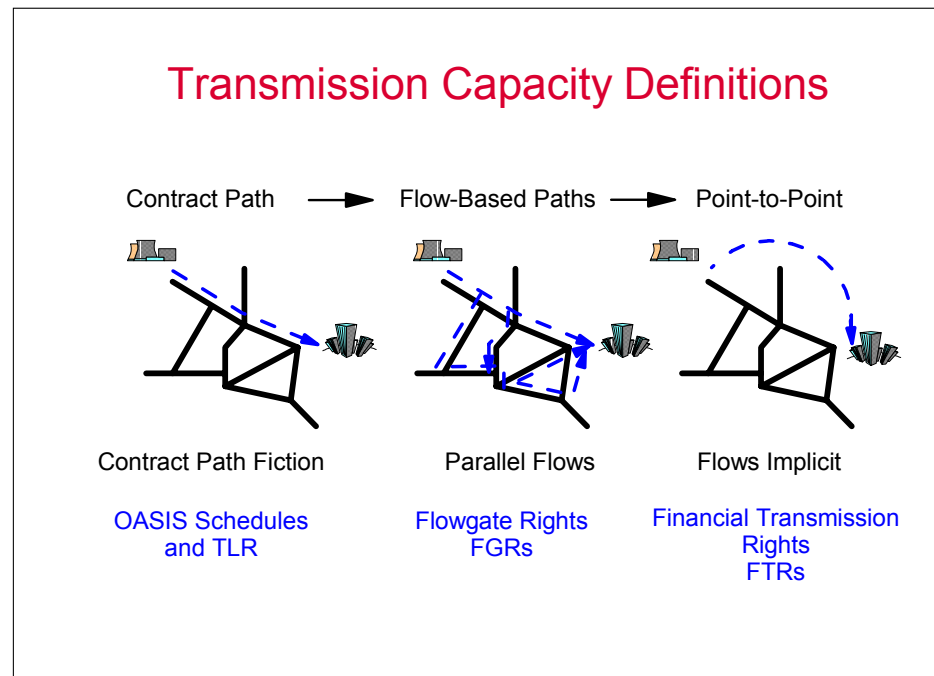 Transmission Capacity Definitions
Contract Path
Flow-Based Paths
Point-to-Point
Contract Path Fiction
Parallel Flows
Flows Implicit
OASIS Schedules
and TLR
Flowgate Rights
FGRs
Financial Transmission
Rights
FTRs